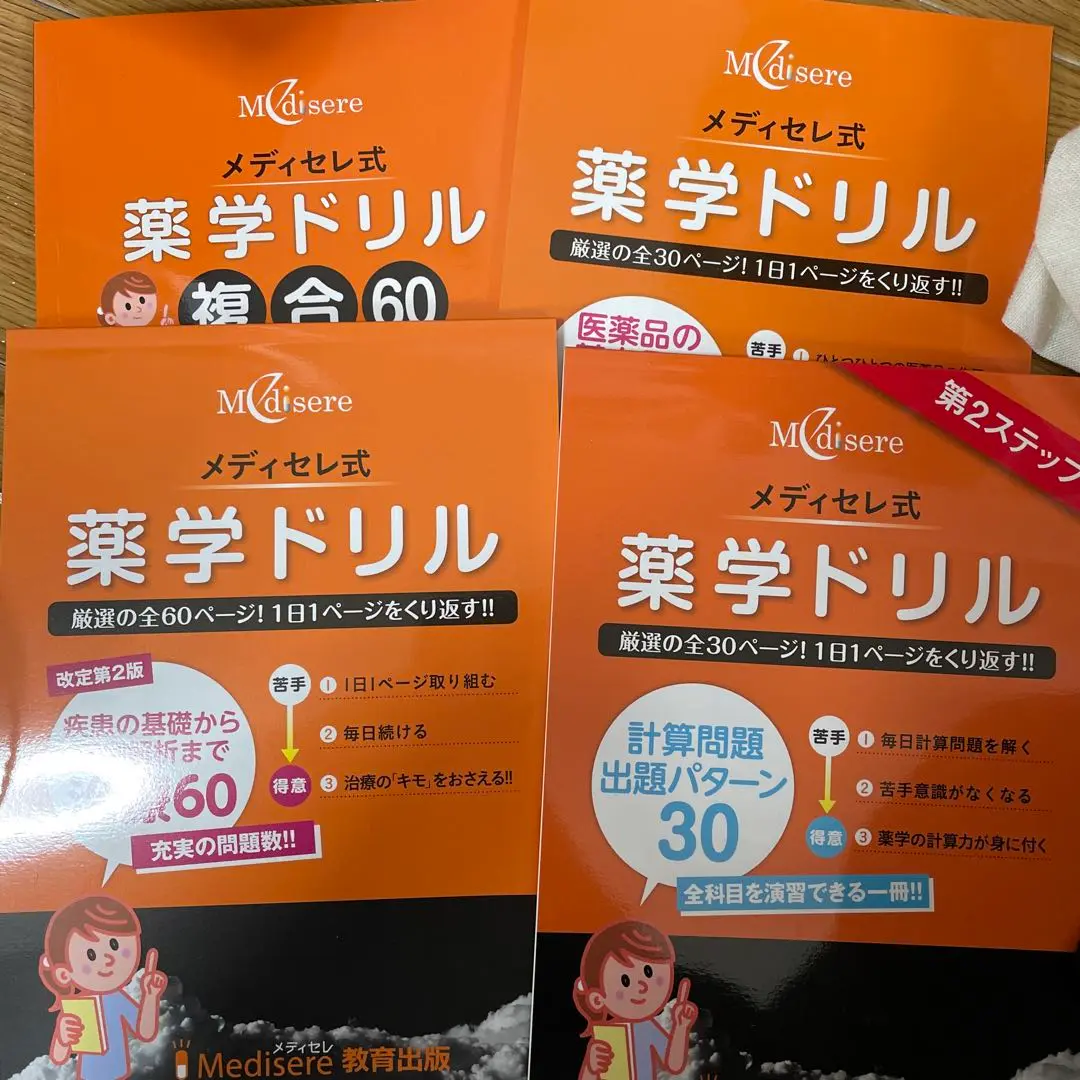 Medisere
メディセレ式
薬学ドリル
複合60
Medisere
メディセレ式
薬学ドリル
厳選の全30ページ!1日1ページをくり返す!!
医薬品の
苦手
1
Medisere
メディセレ式
薬学ドリル
厳選の全60ページ!1日1ページをくり返す!!
改定第2版
疾患の基礎から
まで
60
充実の問題数!!
苦手
1 1日1ページ取り組む
2 毎日続ける
得意
3 治療の「キモ」をおさえる!!
メディセレ
Medisere 教育出版
第2ステップ
Medisere
メディセレ式
薬学ドリル
厳選の全30ページ!1日1ページをくり返す!!
計算問題
出題パターン
30
全科目を演習できる一冊!!
苦手
1 毎日計算問題を解く
2 苦手意識がなくなる
得意
3 薬学の計算力が身に付く